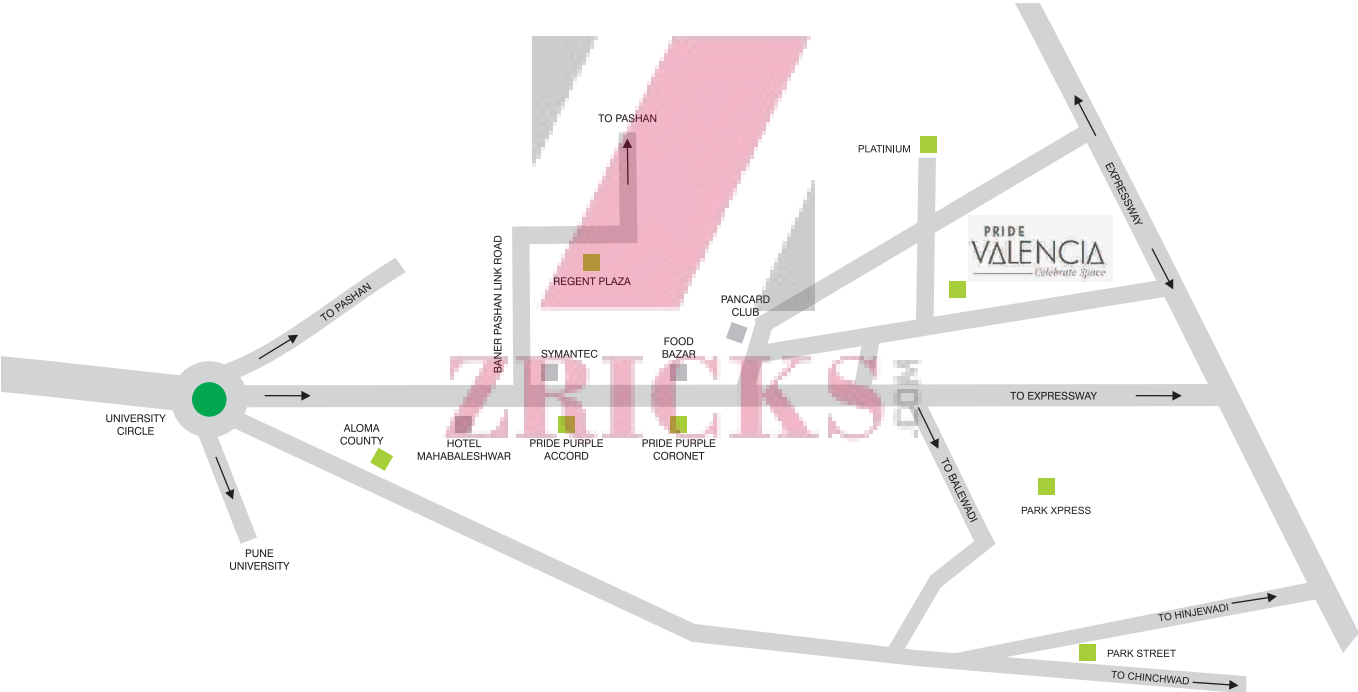 TO PASHAN
PLATINIUM
EXPRESSWAY
PRIDE
VALENCIA
Celebrate Space
BANER PASHAN LINK ROAD
REGENT PLAZA
TO PASHAN
PANCARD
CLUB
SYMANTEC
FOOD
BAZAR
ZRICKS
.COM
TO EXPRESSWAY
UNIVERSITY
CIRCLE
ALOMA
COUNTY
HOTEL
MAHABALESHWAR
PRIDE PURPLE
ACCORD
PRIDE PURPLE
CORONET
TO BALEWADI
PARK XPRESS
PUNE
UNIVERSITY
TO HINJEWADI
PARK STREET
TO CHINCHWAD